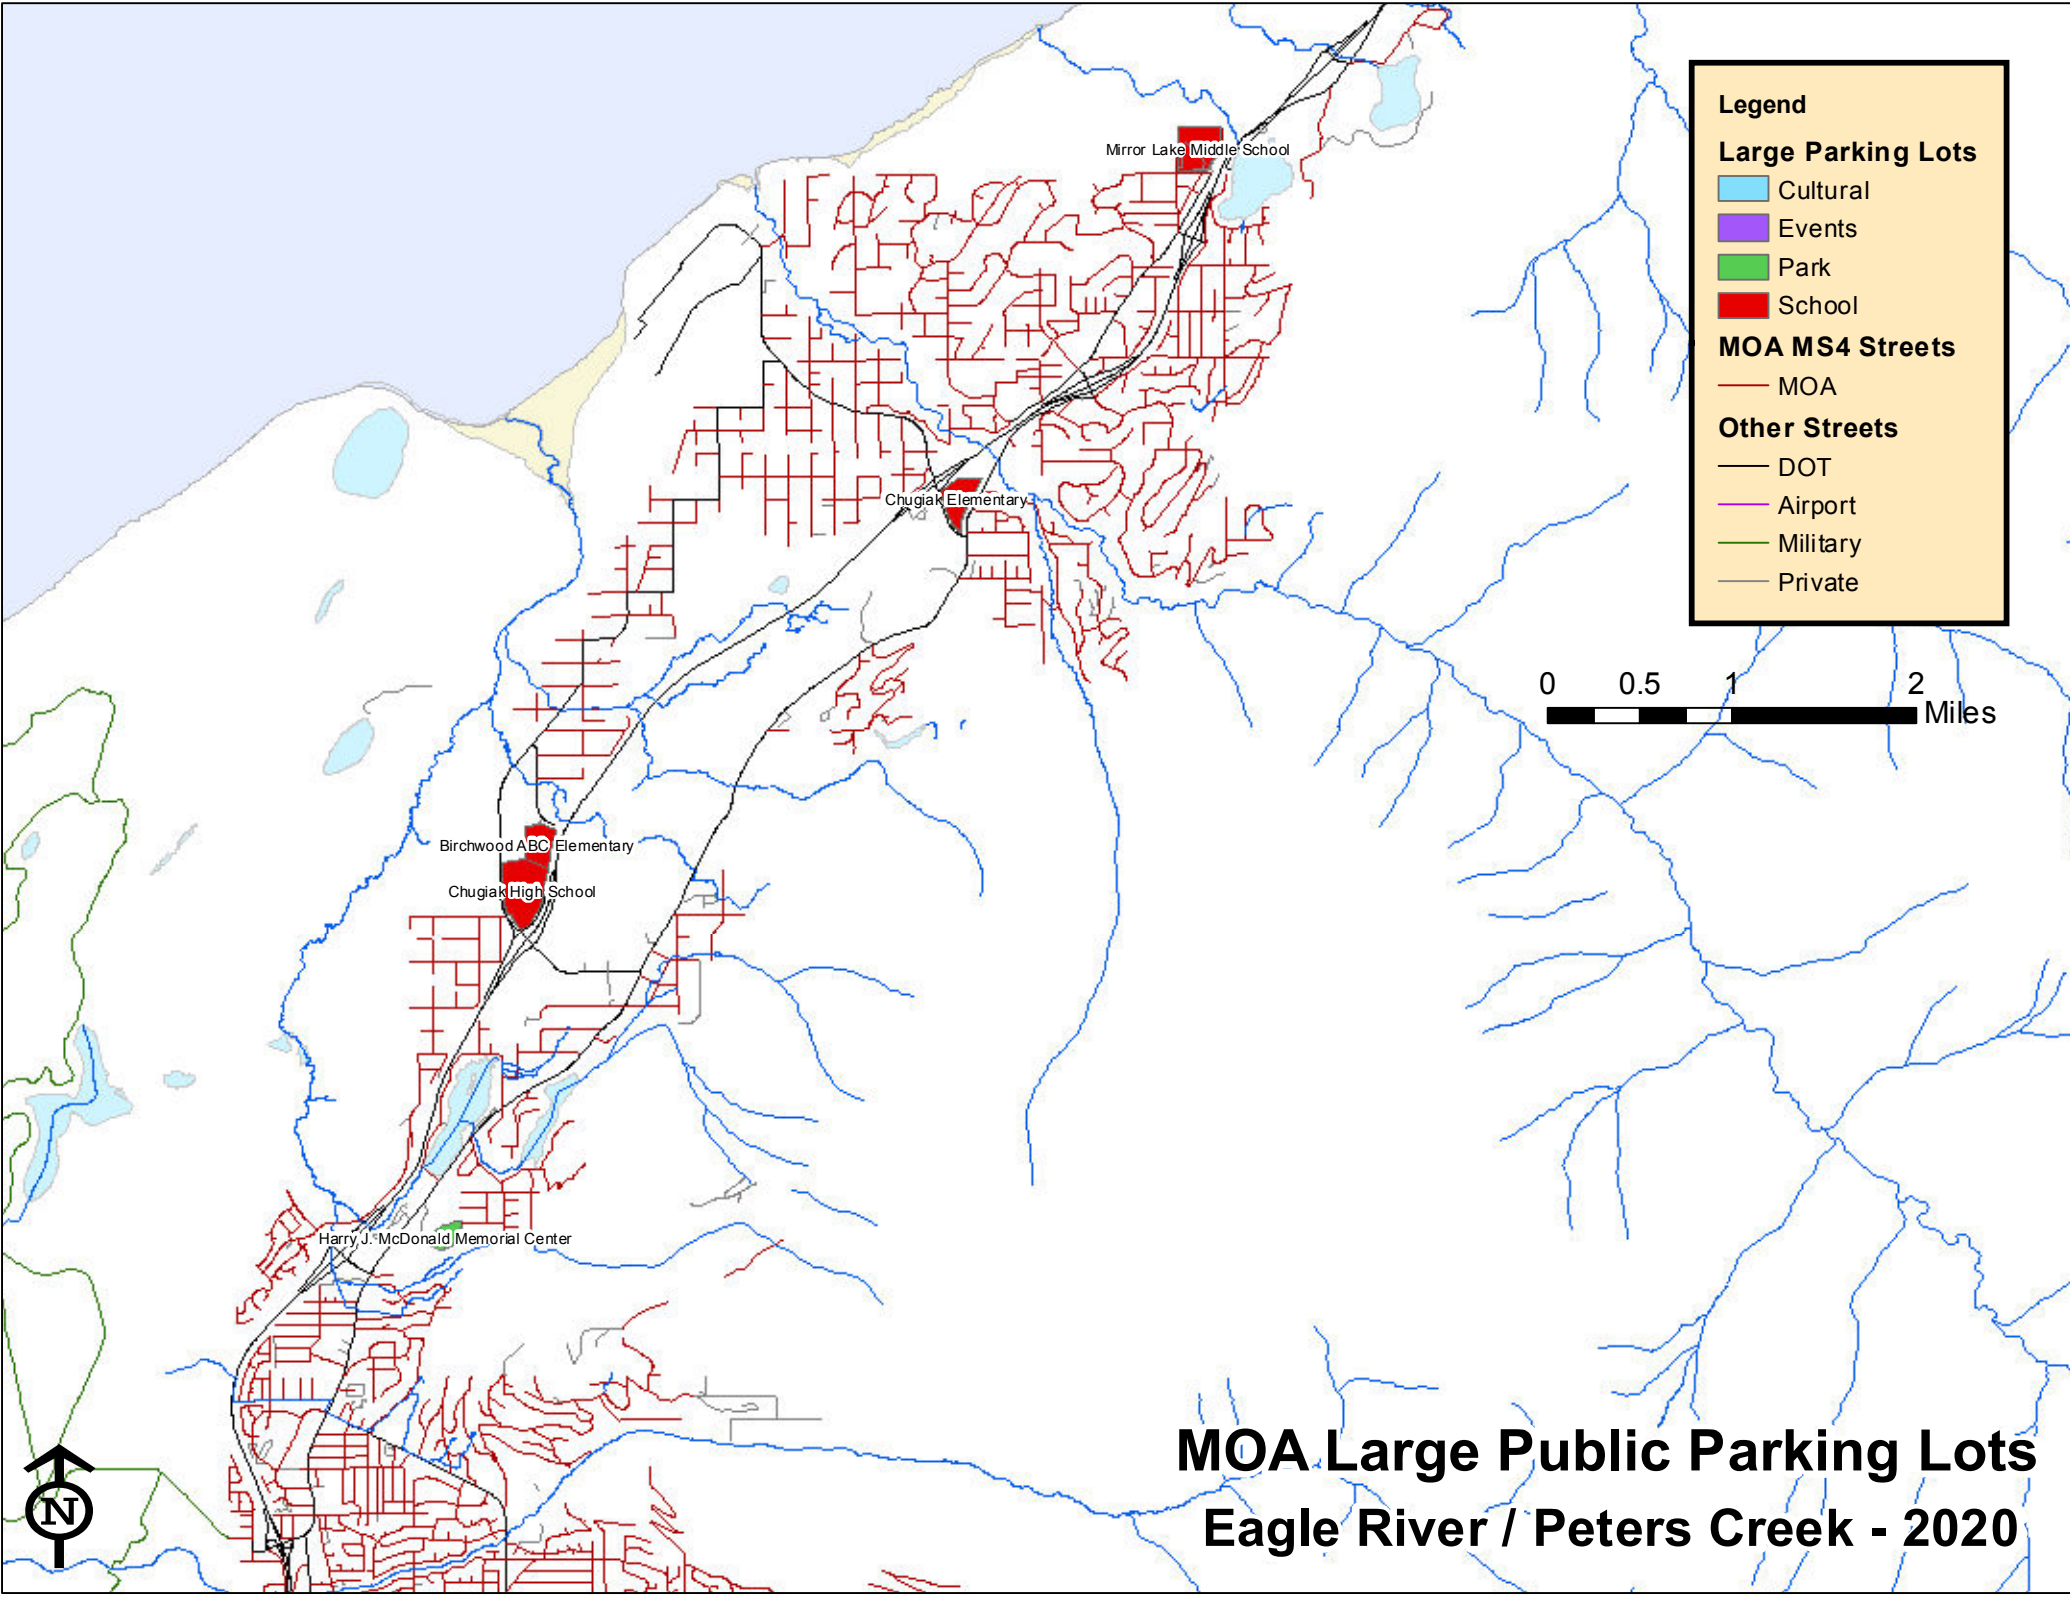 Legend
Large Parking Lots
Cultural
Events
Park
School
MOA MS4 Streets
MOA
Other Streets
DOT
Airport
Military
Private
Mirror Lake Middle School
Chugiak Elementary
0 0.5 1 2
Miles
Birchwood ABC Elementary
Chugiak High School
Harry J. McDonald Memorial Center
MOA Large Public Parking Lots
Eagle River / Peters Creek - 2020
N